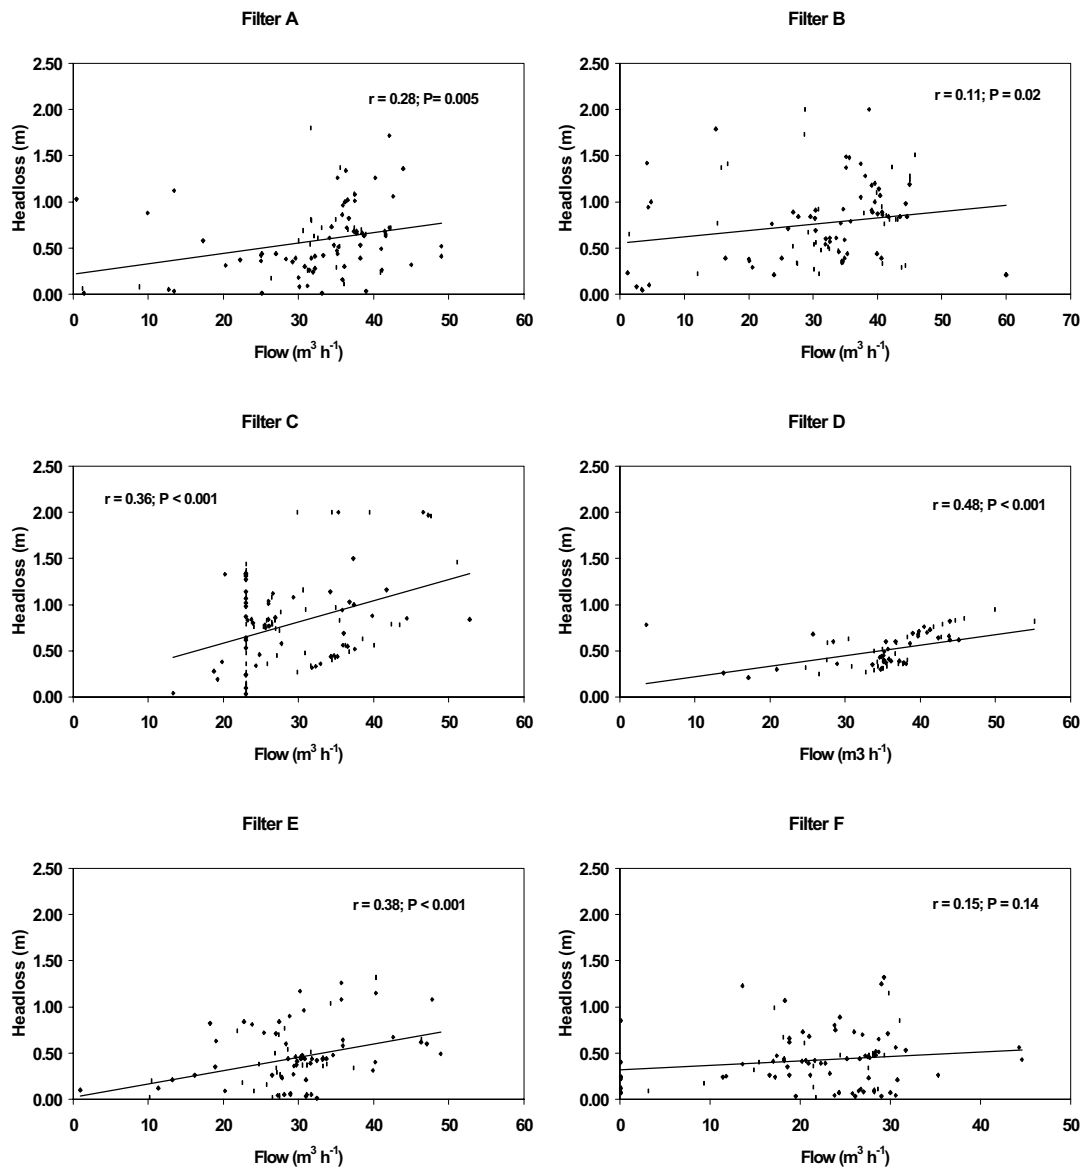 Filter A
2.50
2.00
1.50
1.00
0.50
0.00
Headloss (m)
r = 0.28; P= 0.005
0 10 20 30 40 50 60
Flow (m³ h⁻¹)
Filter B
2.50
2.00
1.50
1.00
0.50
0.00
Headloss (m)
r = 0.11; P = 0.02
0 10 20 30 40 50 60 70
Flow (m³ h⁻¹)
Filter C
2.50
2.00
1.50
1.00
0.50
0.00
Headloss (m)
r = 0.36; P < 0.001
0 10 20 30 40 50 60
Flow (m³ h⁻¹)
Filter D
2.50
2.00
1.50
1.00
0.50
0.00
Headloss (m)
r = 0.48; P < 0.001
0 10 20 30 40 50 60
Flow (m3 h⁻¹)
Filter E
2.50
2.00
1.50
1.00
0.50
0.00
Headloss (m)
r = 0.38; P < 0.001
0 10 20 30 40 50 60
Flow (m³ h⁻¹)
Filter F
2.50
2.00
1.50
1.00
0.50
0.00
Headloss (m)
r = 0.15; P = 0.14
0 10 20 30 40 50
Flow (m³ h⁻¹)